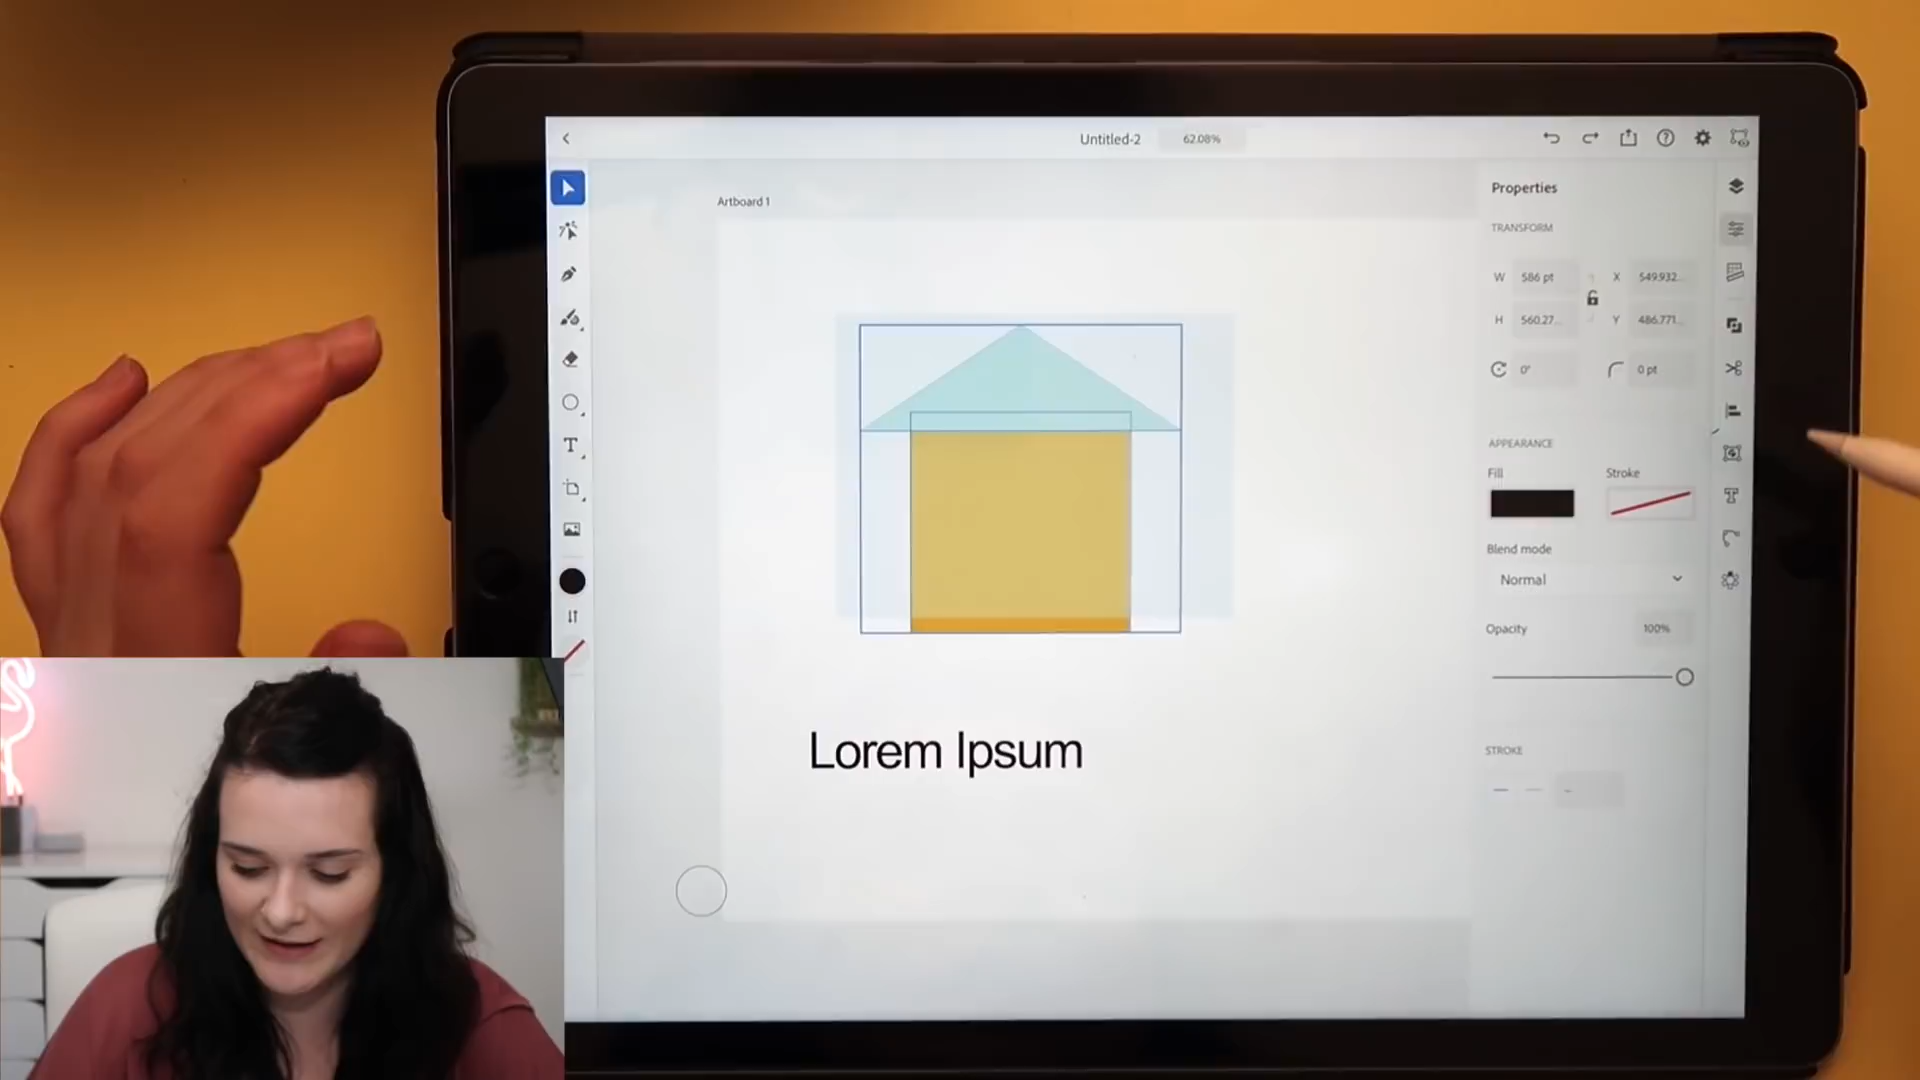 Untitled-2 62.08%
Artboard 1
Properties
TRANSFORM
W 586 pt X 549.932...
H 560.27... Y 486.771...
0° 0 pt
APPEARANCE
Fill Stroke
Blend mode
Normal
Opacity 100%
STROKE
Lorem Ipsum